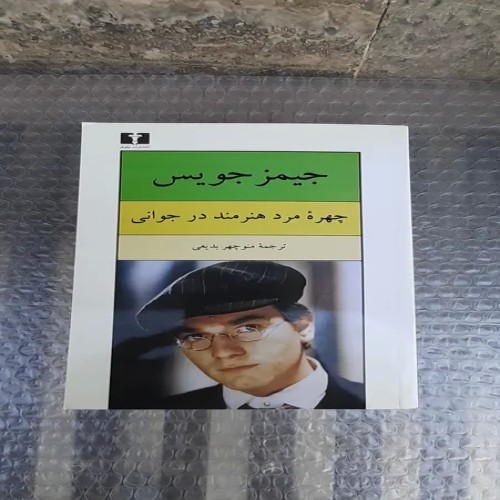 جیمز جویس
چهرهٔ مرد هنرمند در جوانی
ترجمهٔ منوچهر بدیعی